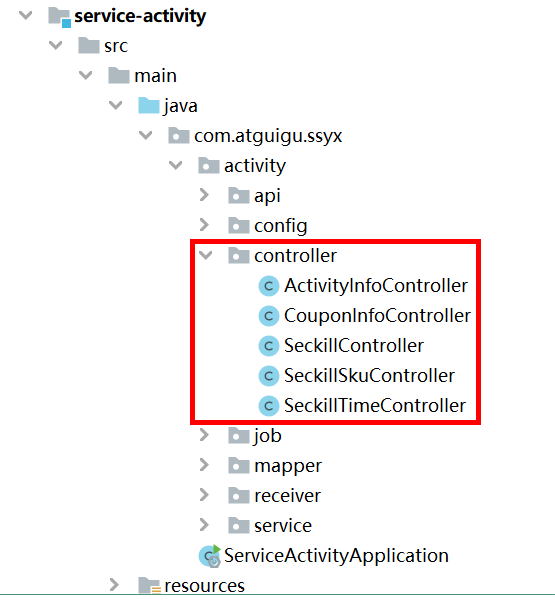 service-activity
src
main
java
com.atguigu.ssyx
activity
api
config
controller
C ActivityInfoController
C CouponInfoController
C SeckillController
C SeckillSkuController
C SeckillTimeController
job
mapper
receiver
service
C ServiceActivityApplication
resources